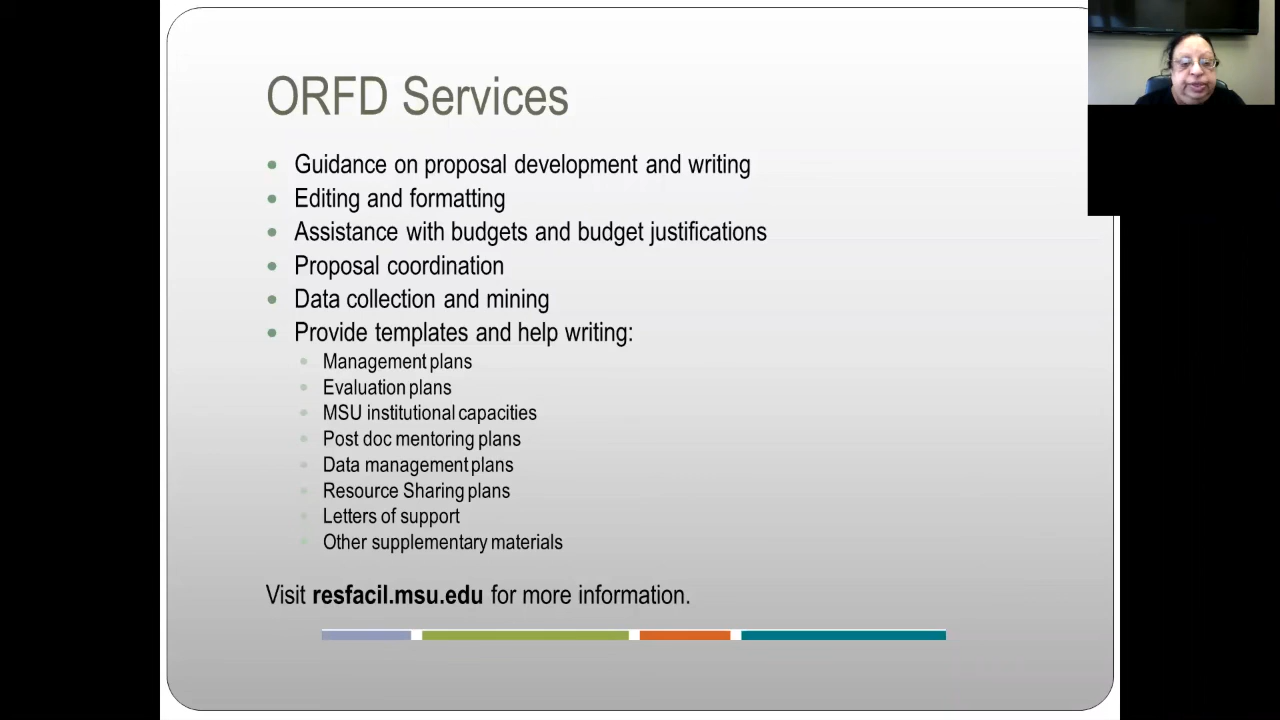 ORFD Services
Guidance on proposal development and writing
Editing and formatting
Assistance with budgets and budget justifications
Proposal coordination
Data collection and mining
Provide templates and help writing:
Management plans
Evaluation plans
MSU institutional capacities
Post doc mentoring plans
Data management plans
Resource Sharing plans
Letters of support
Other supplementary materials
Visit resfacil.msu.edu for more information.